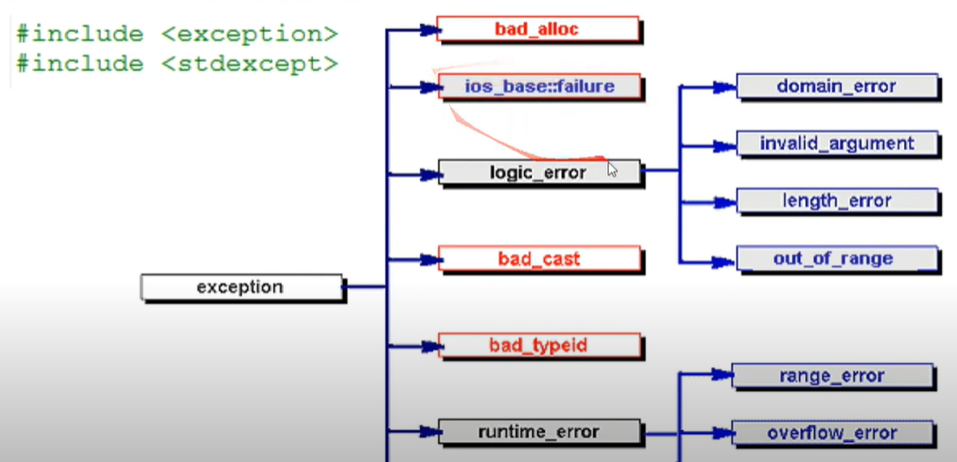 #include <exception>
#include <stdexcept>
bad_alloc
ios_base::failure
logic_error
domain_error
invalid_argument
length_error
out_of_range
bad_cast
exception
bad_typeid
runtime_error
range_error
overflow_error